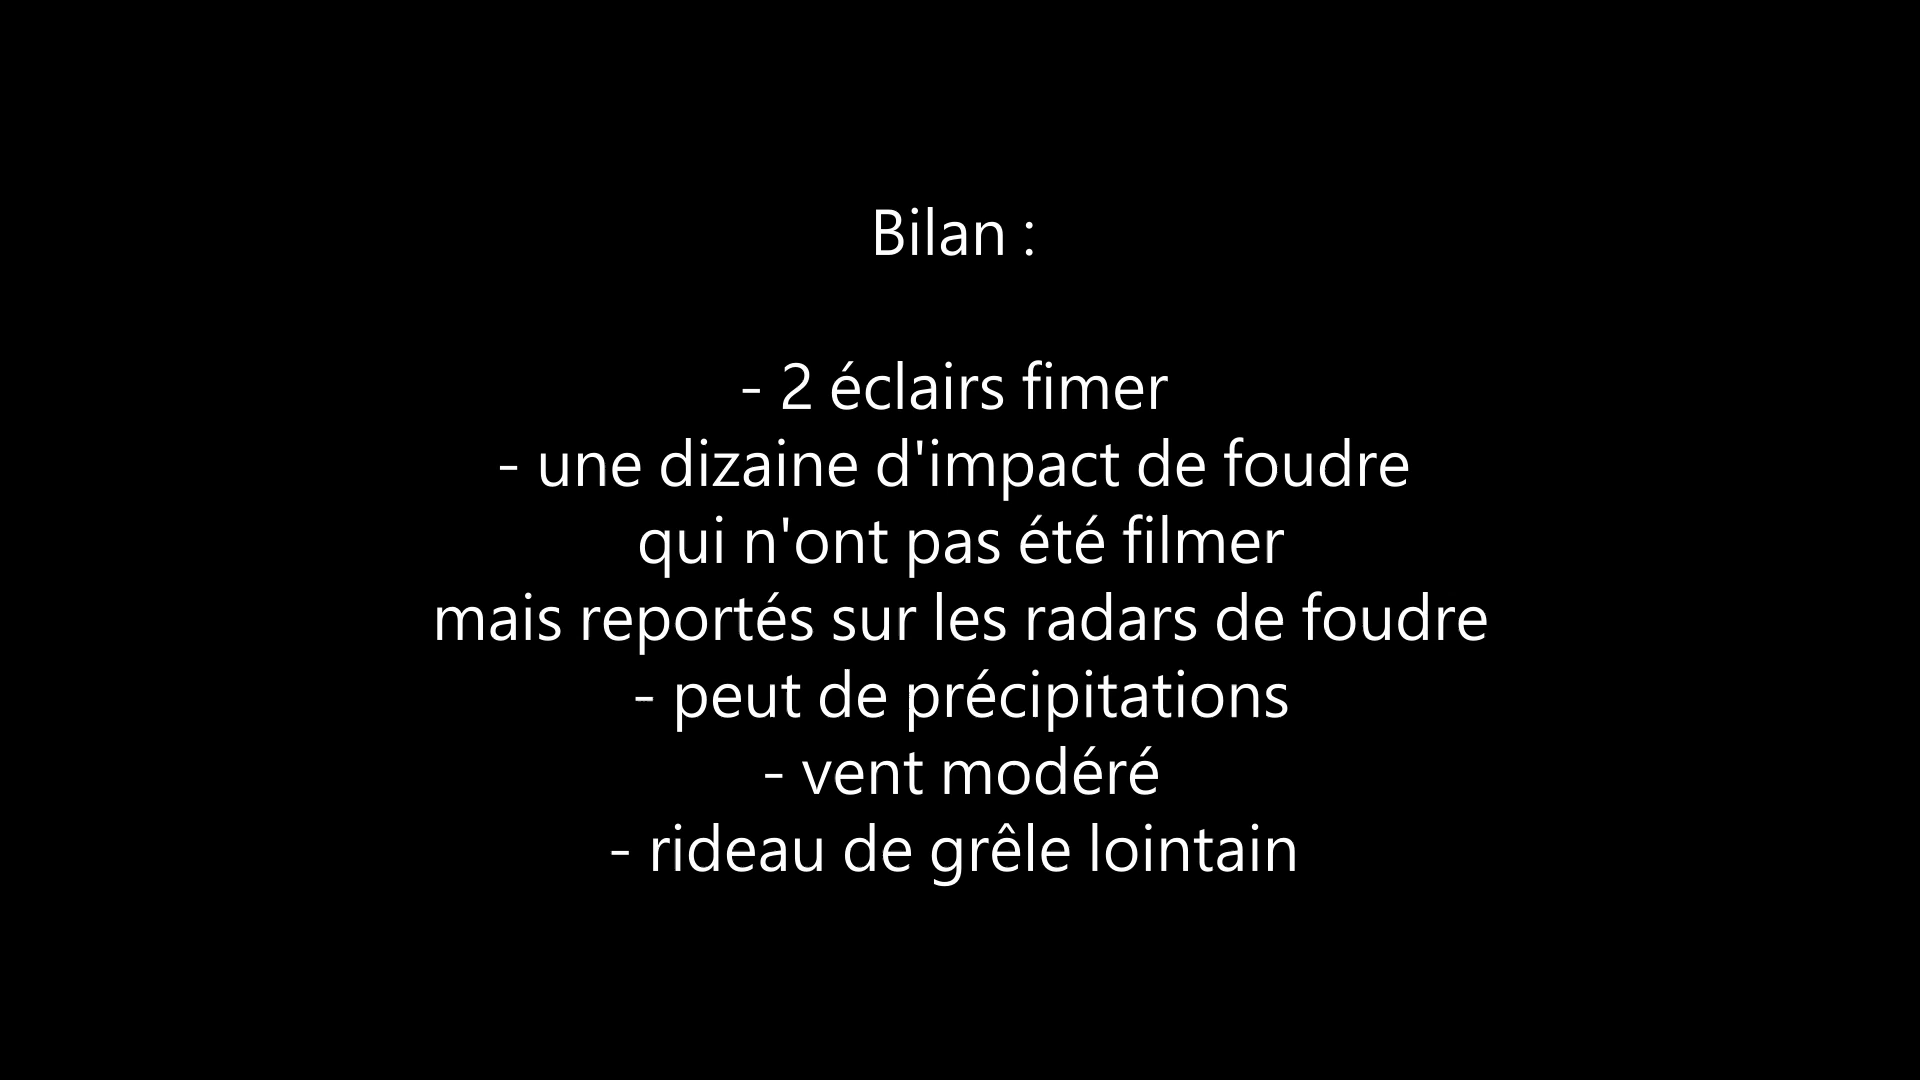 Bilan :
- 2 éclairs fimer
- une dizaine d'impact de foudre
qui n'ont pas été filmer
mais reportés sur les radars de foudre
- peut de précipitations
- vent modéré
- rideau de grêle lointain